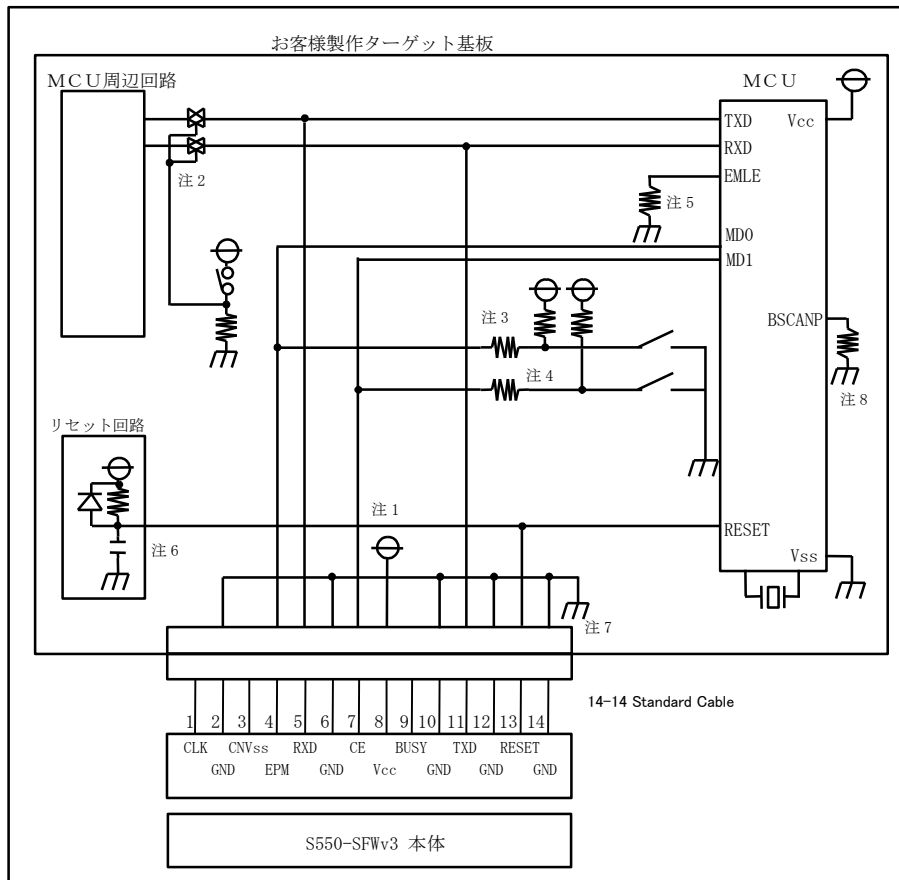 お客様製作ターゲット基板
MCU周辺回路
MCU
TXD
Vcc
RXD
注2
EMLE
注5
MD0
MD1
注3
BSCANP
注4
注8
リセット回路
注1
RESET
注6
Vss
注7
14-14 Standard Cable
1 2 3 4 5 6 7 8 9 10 11 12 13 14
CLK CNVss RXD CE BUSY TXD RESET
GND EPM GND Vcc GND GND GND
S550-SFWv3 本体